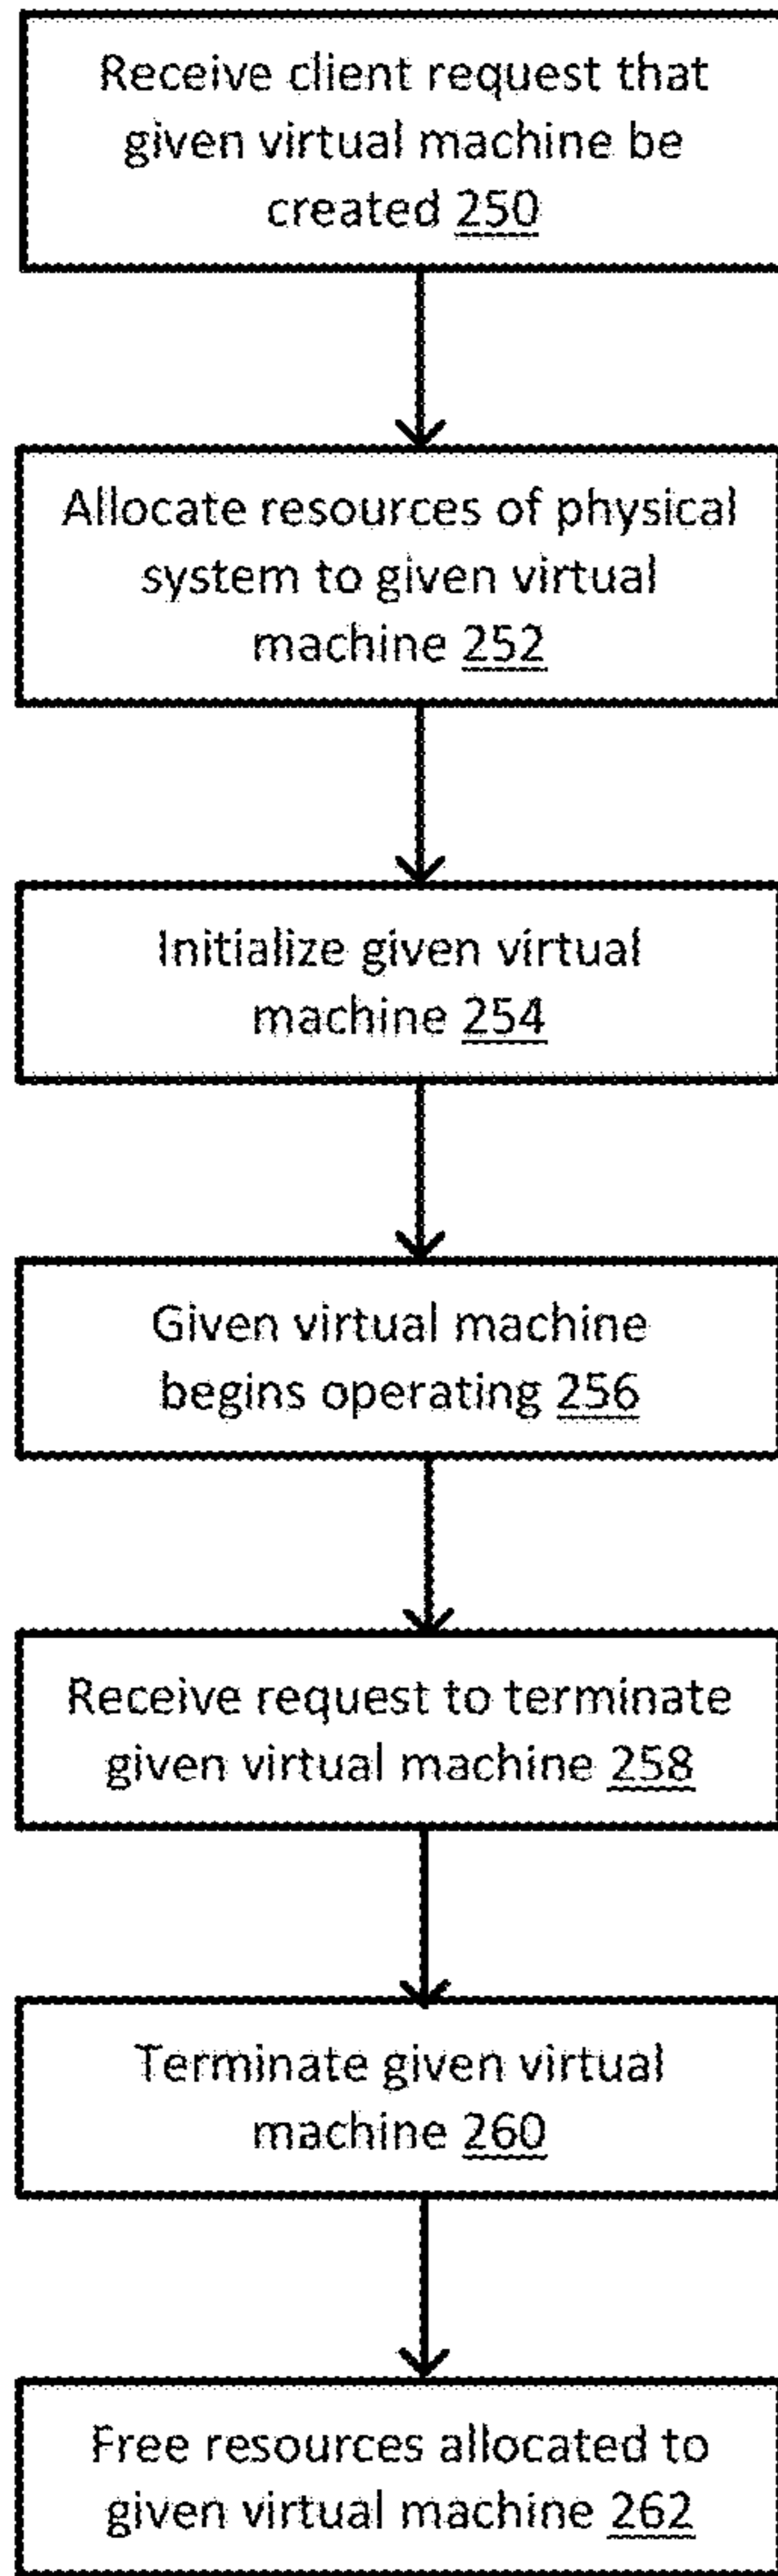 Receive client request that
given virtual machine be
created 250
Allocate resources of physical
system to given virtual
machine 252
Initialize given virtual
machine 254
Given virtual machine
begins operating 256
Receive request to terminate
given virtual machine 258
Terminate given virtual
machine 260
Free resources allocated to
given virtual machine 262